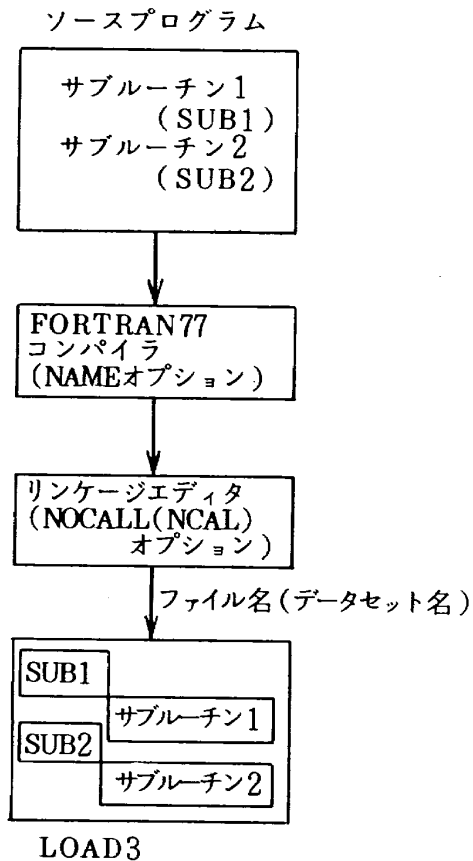 ソースプログラム
サブルーチン1
(SUB1)
サブルーチン2
(SUB2)
FORTRAN77
コンパイラ
(NAMEオプション)
リンケージエディタ
(NOCALL(NCAL)
オプション)
ファイル名(データセット名)
SUB1
サブルーチン1
SUB2
サブルーチン2
LOAD3